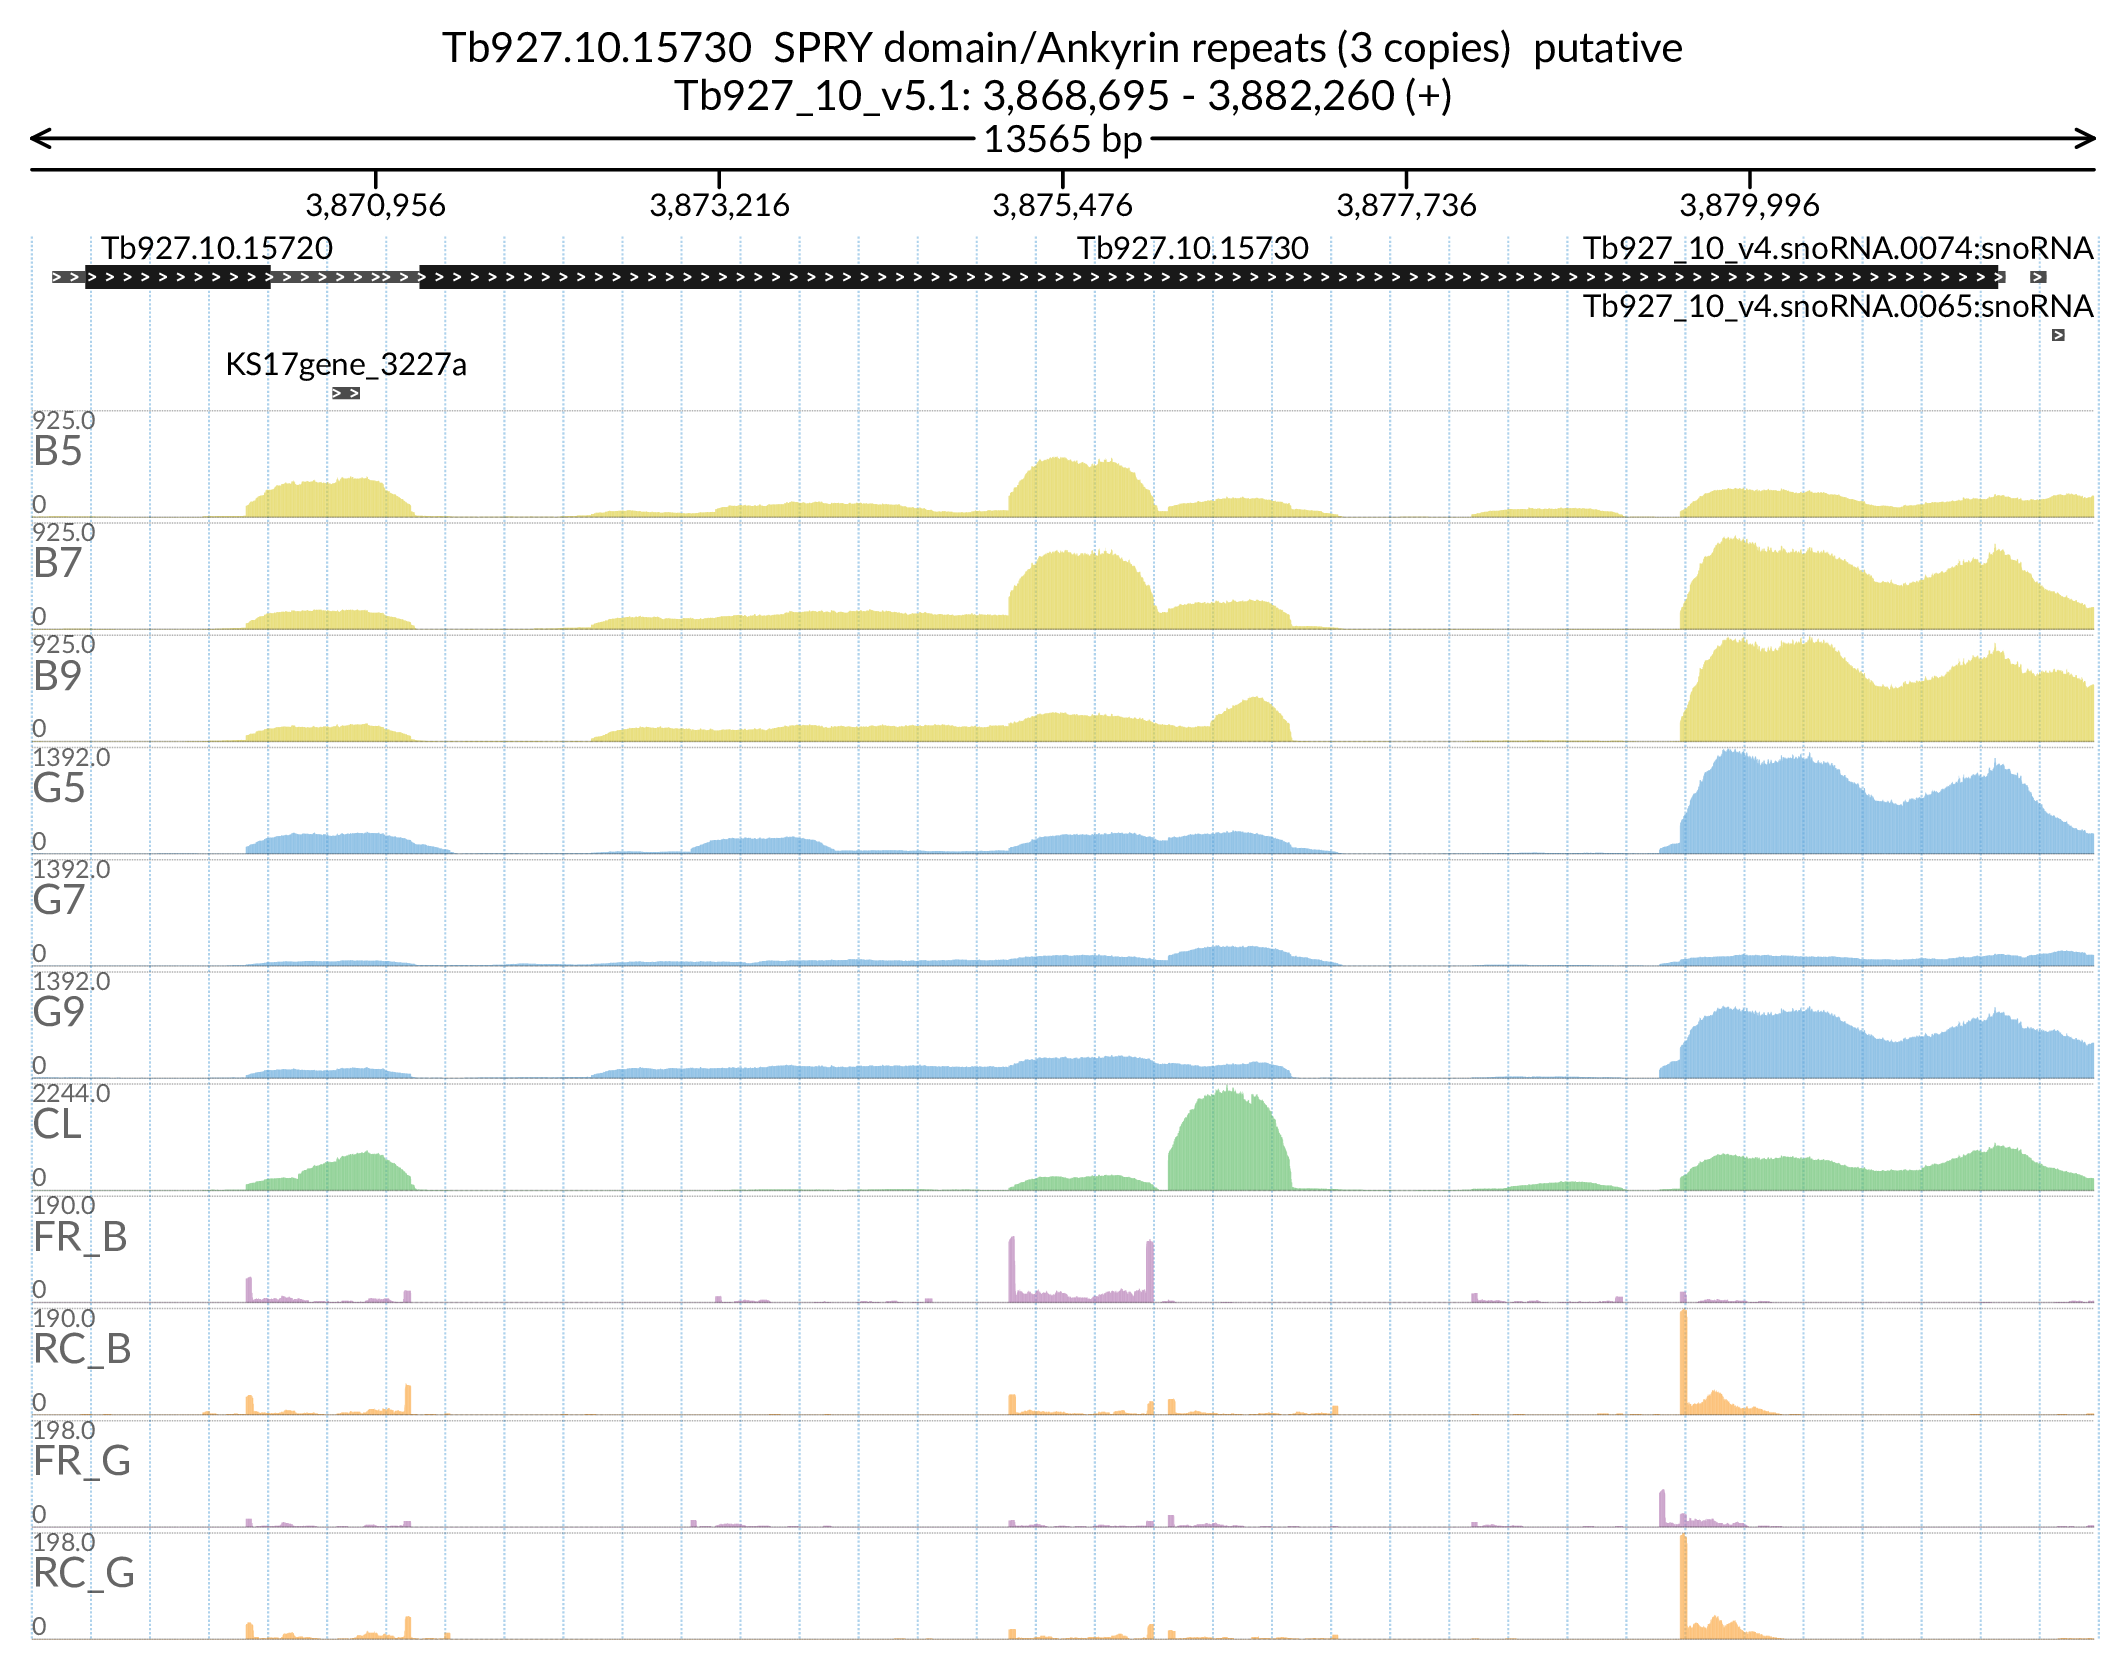 Tb927.10.15730  SPRY domain/Ankyrin repeats (3 copies)  putative
Tb927_10_v5.1: 3,868,695 - 3,882,260 (+)
13565 bp
3,870,956 3,873,216 3,875,476 3,877,736 3,879,996
Tb927.10.15720 Tb927.10.15730 Tb927_10_v4.snoRNA.0074:snoRNA
Tb927_10_v4.snoRNA.0065:snoRNA
KS17gene_3227a
925.0
B5
0
925.0
B7
0
925.0
B9
0
1392.0
G5
0
1392.0
G7
0
1392.0
G9
0
2244.0
CL
0
190.0
FR_B
0
190.0
RC_B
0
198.0
FR_G
0
198.0
RC_G
0